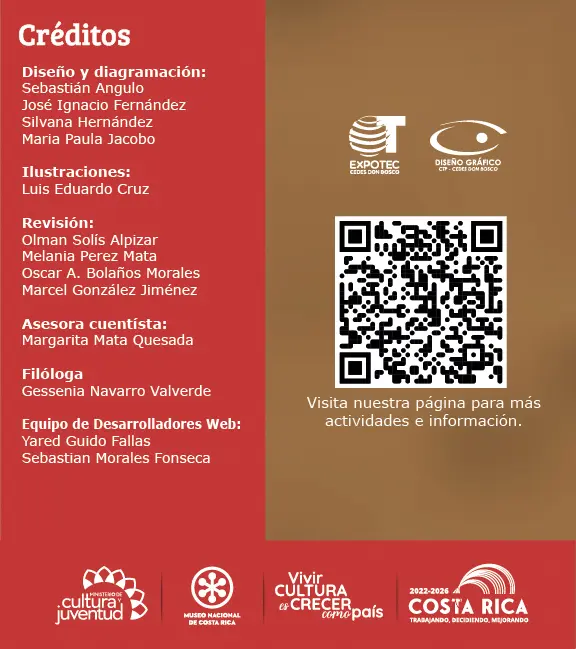 Créditos
Diseño y diagramación:
Sebastián Angulo
José Ignacio Fernández
Silvana Hernández
Maria Paula Jacobo
Ilustraciones:
Luis Eduardo Cruz
Revisión:
Olman Solís Alpizar
Melania Perez Mata
Oscar A. Bolaños Morales
Marcel González Jiménez
Asesora cuentísta:
Margarita Mata Quesada
Filóloga
Gessenia Navarro Valverde
Equipo de Desarrolladores Web:
Yared Guido Fallas
Sebastian Morales Fonseca
EXPOTEC
CEDES DON BOSCO
DISEÑO GRÁFICO
CTP - CEDES DON BOSCO
Visita nuestra página para más
actividades e información.
MINISTERIO DE
cultura y
juventud
MUSEO NACIONAL
DE COSTA RICA
Vivir
CULTURA
es CRECER
como país
2022-2026
COSTA RICA
TRABAJANDO, DECIDIENDO, MEJORANDO